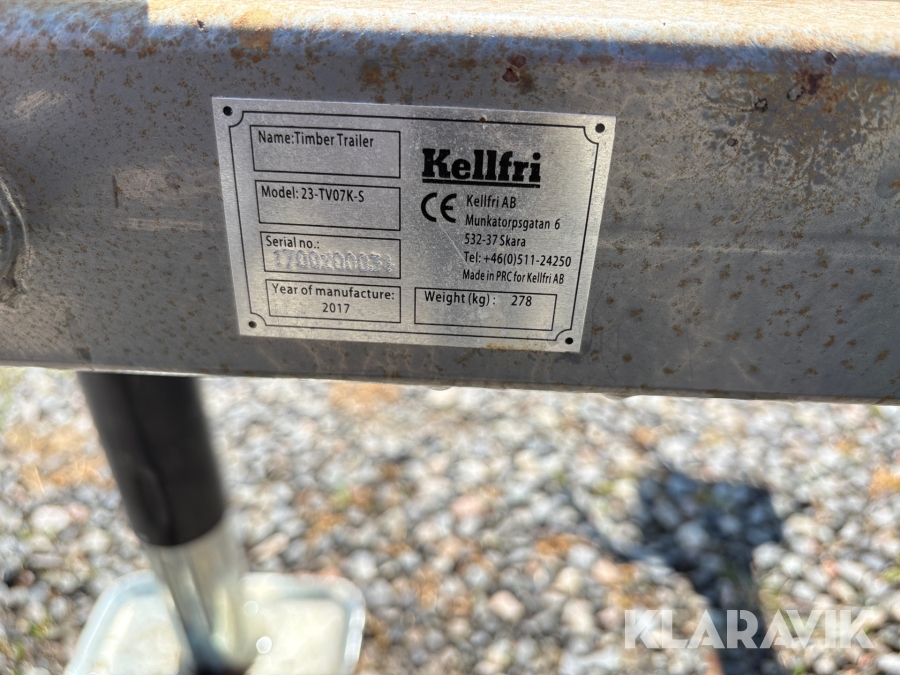 Name:Timber Trailer
Model: 23-TV07K-S
Serial no.:
Year of manufacture:
2017
Kellfri
CE Kellfri AB
Munkatorpsgatan 6
532-37 Skara
Tel: +46(0)511-24250
Made in PRC for Kellfri AB
Weight (kg) : 278
KLARAVIK